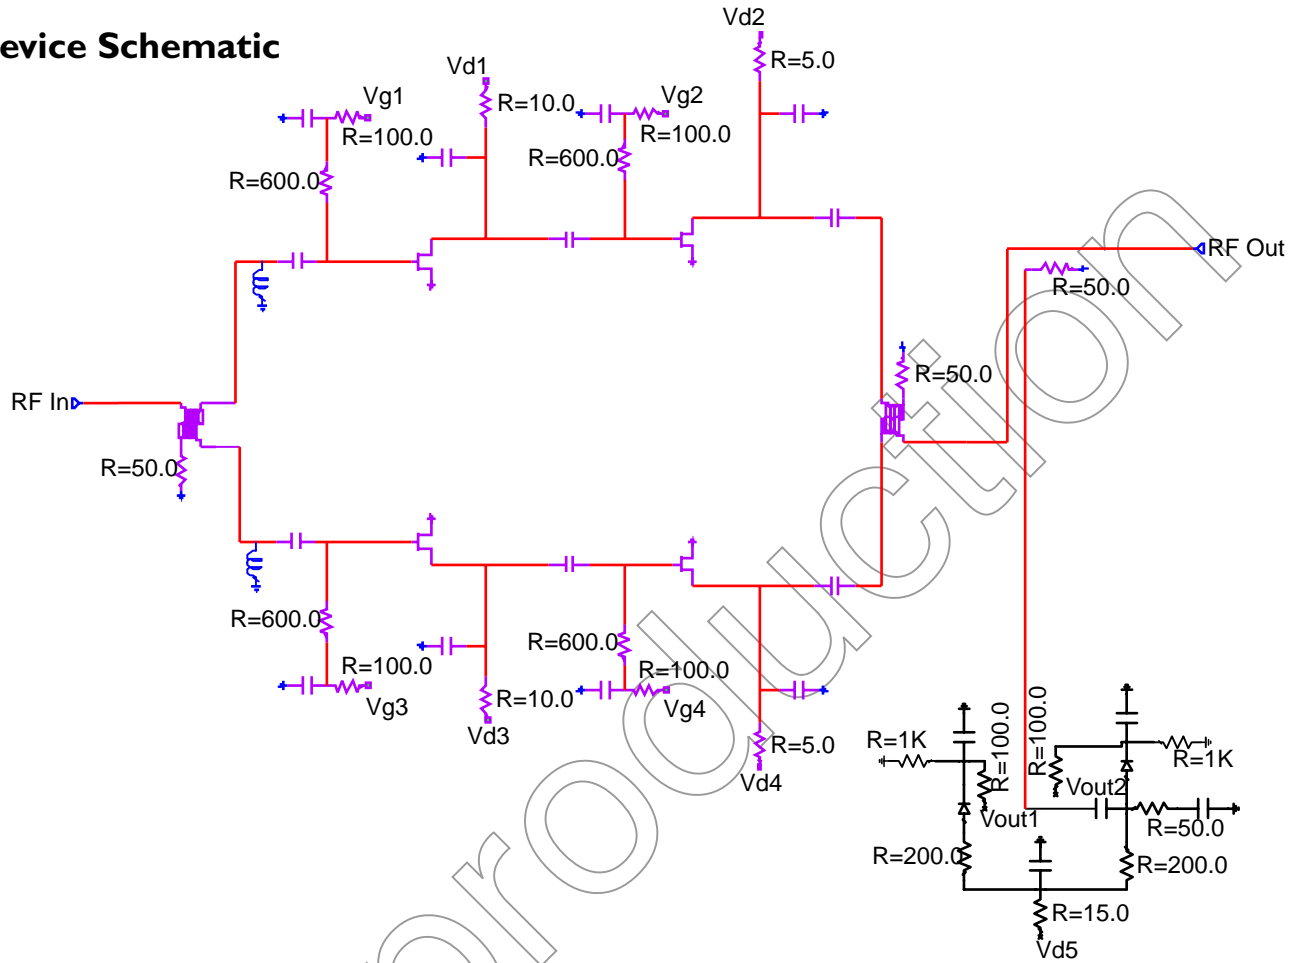 evice Schematic
Vd2
R=5.0
Vd1
R=10.0
Vg1
R=100.0
Vg2
R=100.0
R=600.0
R=600.0
RF Out
R=50.0
R=50.0
RF In
R=50.0
R=600.0
R=600.0
R=100.0
Vg3
R=10.0
Vd3
R=100.0
Vg4
R=5.0
Vd4
R=1K
R=100.0
R=100.0
R=1K
Vout1
Vout2
R=50.0
R=200.0
R=200.0
R=15.0
Vd5
production